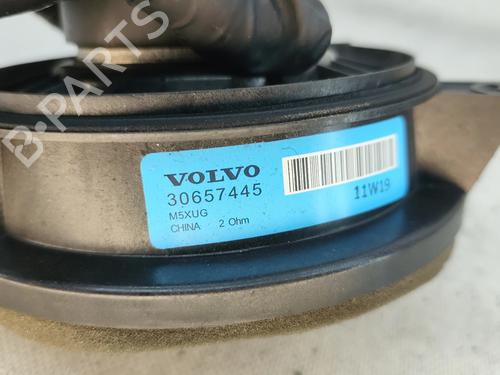 B-PARTS
VOLVO
30657445
M5XUG
CHINA 2 Ohm
11W19